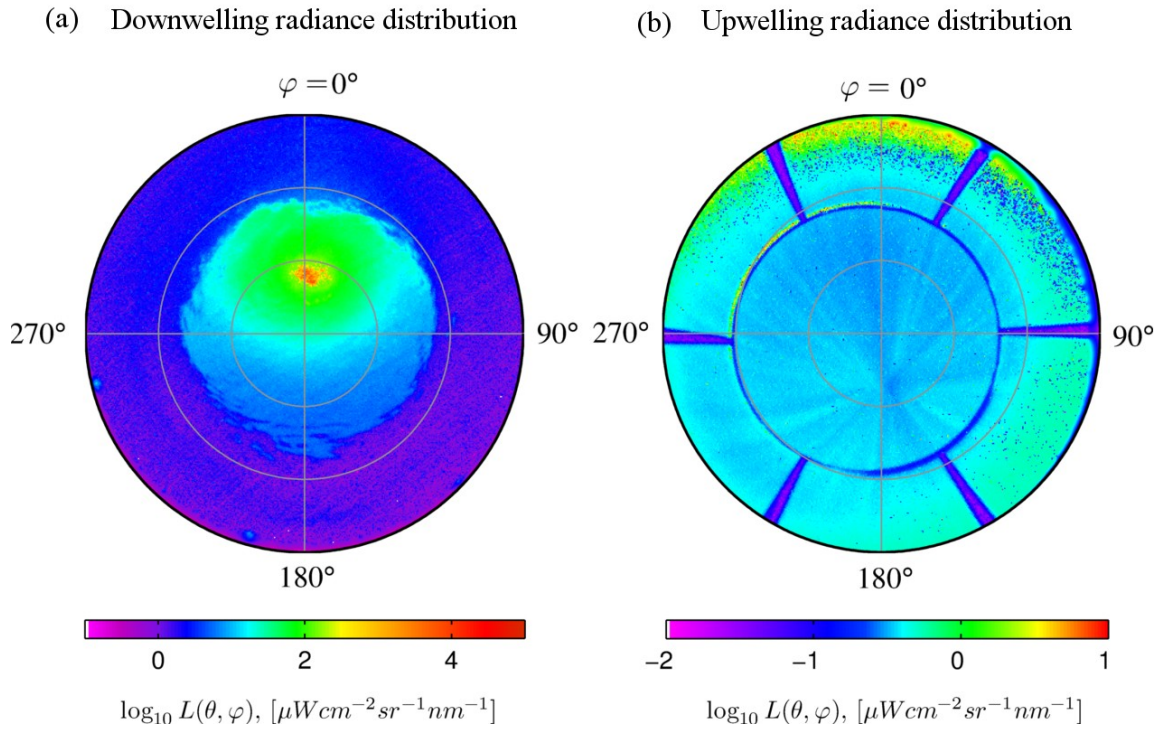 (a) Downwelling radiance distribution
(b) Upwelling radiance distribution
φ = 0°
φ = 0°
270°
90°
270°
90°
180°
180°
0 2 4
−2 −1 0 1
log₁₀ L(θ, φ), [μWcm⁻²sr⁻¹nm⁻¹]
log₁₀ L(θ, φ), [μWcm⁻²sr⁻¹nm⁻¹]